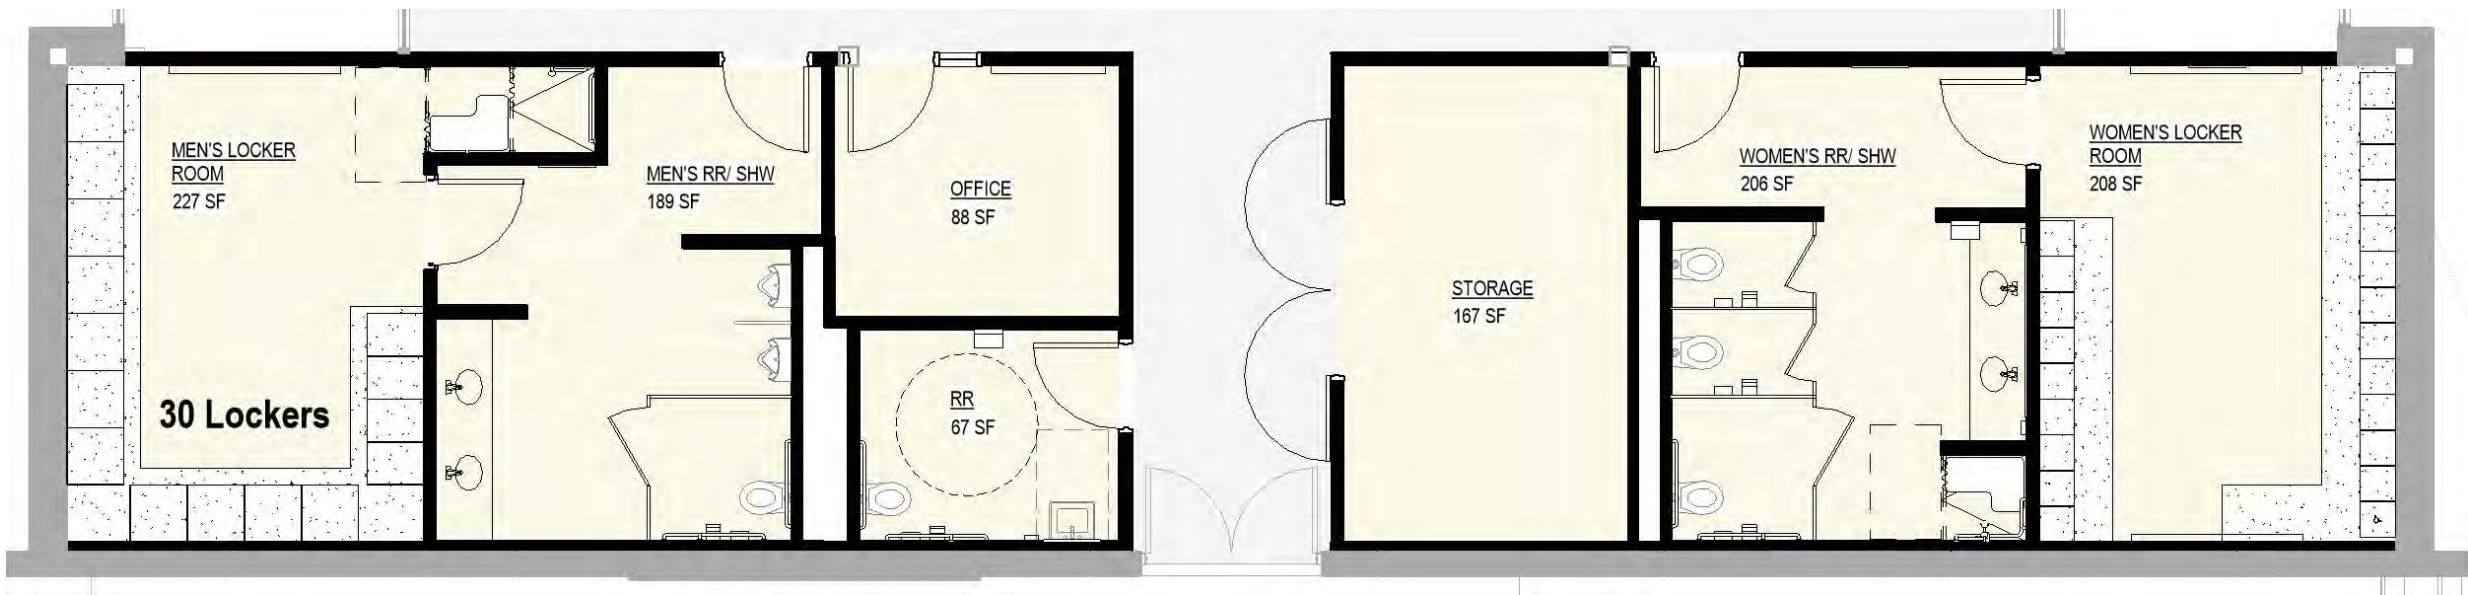 MEN'S LOCKER
ROOM
227 SF
30 Lockers
MEN'S RR/ SHW
189 SF
OFFICE
88 SF
RR
67 SF
STORAGE
167 SF
WOMEN'S RR/ SHW
206 SF
WOMEN'S LOCKER
ROOM
208 SF